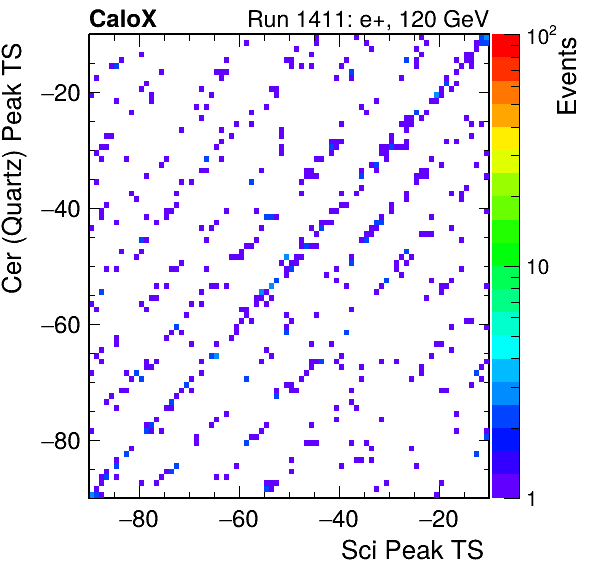 CaloX Run 1411: e+, 120 GeV
Cer (Quartz) Peak TS
−20
−40
−60
−80
−80 −60 −40 −20
Sci Peak TS
10²
10
1
Events